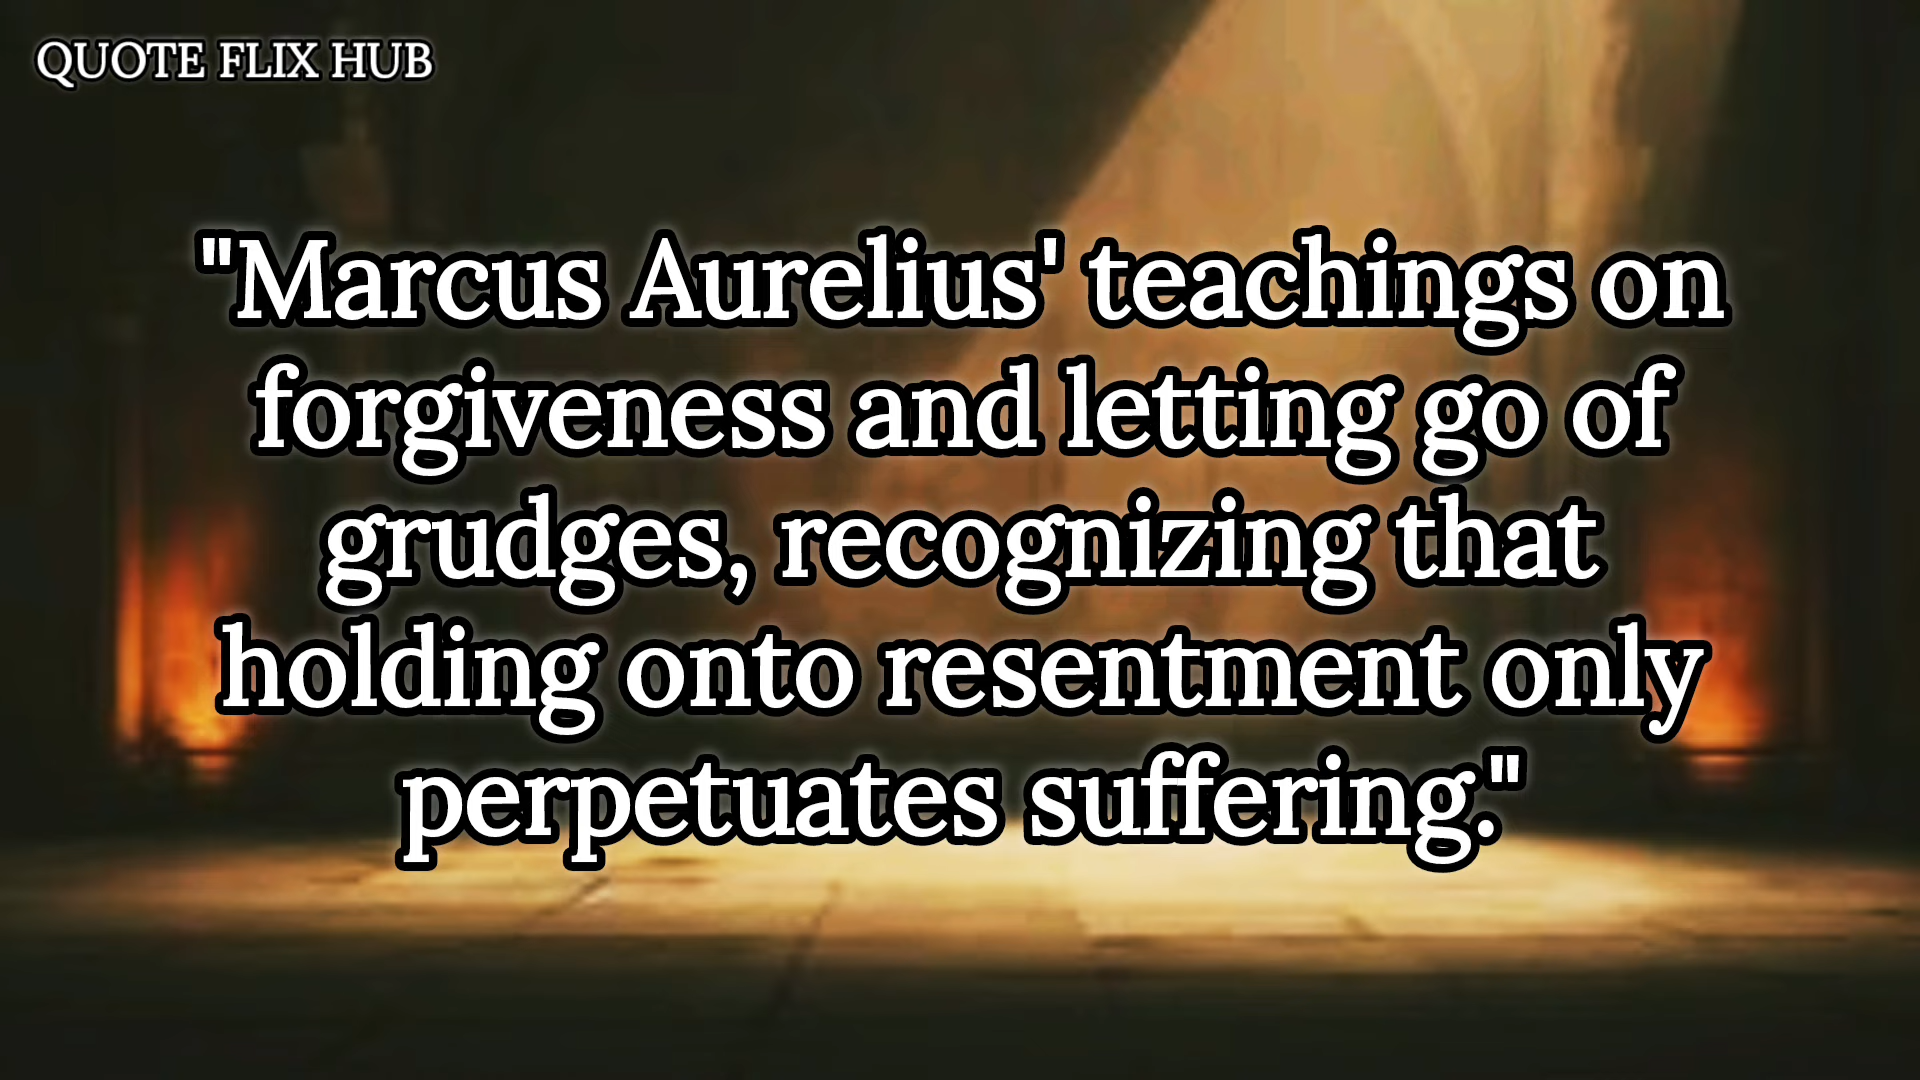 QUOTE FLIX HUB
"Marcus Aurelius' teachings on
forgiveness and letting go of
grudges, recognizing that
holding onto resentment only
perpetuates suffering."